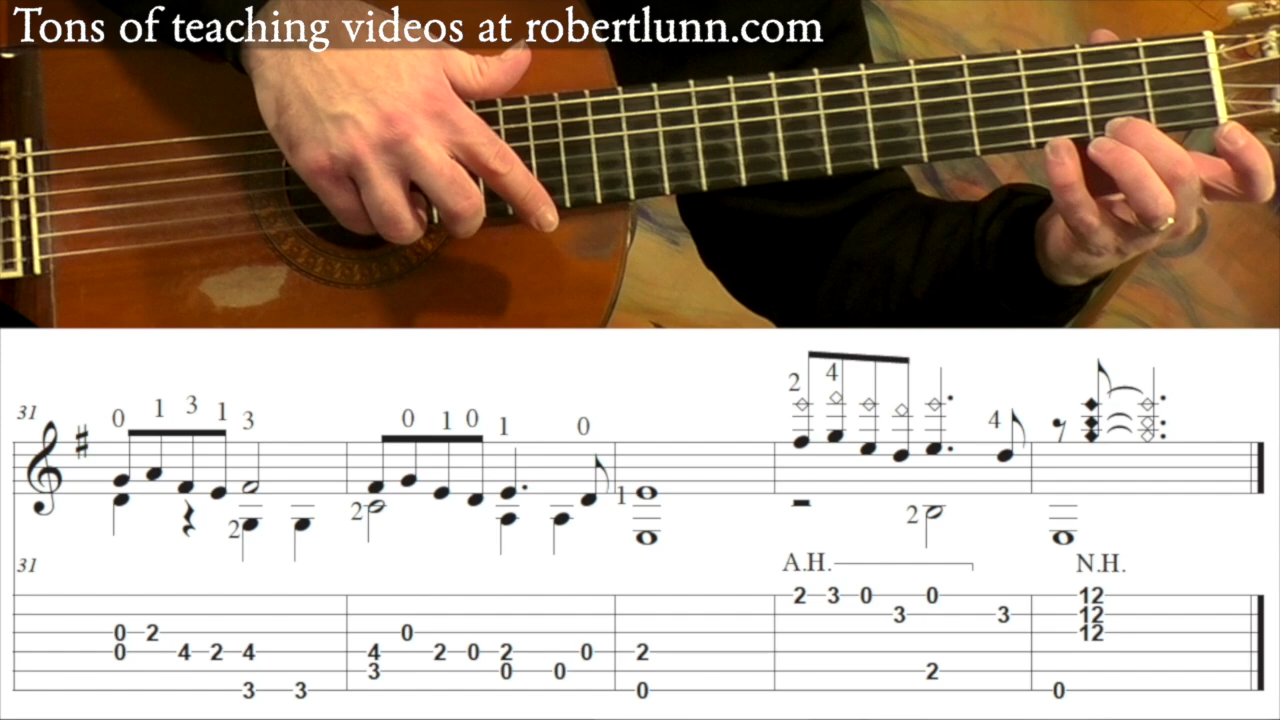 Tons of teaching videos at robertlunn.com
2 4
31 0 1 3 1 3 0 1 0 1 0 4
2 2 1 2
31 A.H. N.H.
2 3 0 0 12
3 3 12
0 2 0 12
0 4 2 4 4 2 0 2 0 2
3 0 0 2
3 3 0 0